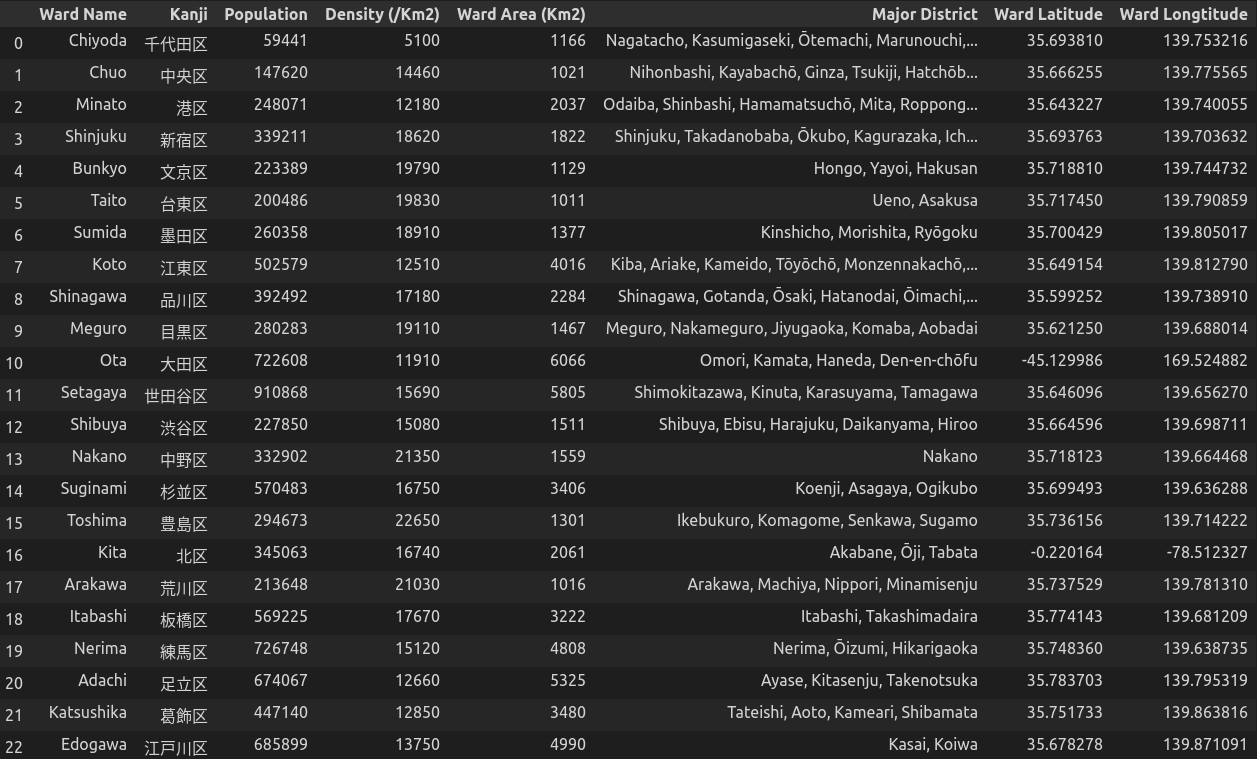 Ward Name Kanji Population Density (/Km2) Ward Area (Km2) Major District Ward Latitude Ward Longtitude
0 Chiyoda 千代田区 59441 5100 1166 Nagatacho, Kasumigaseki, Ōtemachi, Marunouchi,... 35.693810 139.753216
1 Chuo 中央区 147620 14460 1021 Nihonbashi, Kayabachō, Ginza, Tsukiji, Hatchōb... 35.666255 139.775565
2 Minato 港区 248071 12180 2037 Odaiba, Shinbashi, Hamamatsuchō, Mita, Roppong... 35.643227 139.740055
3 Shinjuku 新宿区 339211 18620 1822 Shinjuku, Takadanobaba, Ōkubo, Kagurazaka, Ich... 35.693763 139.703632
4 Bunkyo 文京区 223389 19790 1129 Hongo, Yayoi, Hakusan 35.718810 139.744732
5 Taito 台東区 200486 19830 1011 Ueno, Asakusa 35.717450 139.790859
6 Sumida 墨田区 260358 18910 1377 Kinshicho, Morishita, Ryōgoku 35.700429 139.805017
7 Koto 江東区 502579 12510 4016 Kiba, Ariake, Kameido, Tōyōchō, Monzennakachō,... 35.649154 139.812790
8 Shinagawa 品川区 392492 17180 2284 Shinagawa, Gotanda, Ōsaki, Hatanodai, Ōimachi,... 35.599252 139.738910
9 Meguro 目黒区 280283 19110 1467 Meguro, Nakameguro, Jiyugaoka, Komaba, Aobadai 35.621250 139.688014
10 Ota 大田区 722608 11910 6066 Omori, Kamata, Haneda, Den-en-chōfu -45.129986 169.524882
11 Setagaya 世田谷区 910868 15690 5805 Shimokitazawa, Kinuta, Karasuyama, Tamagawa 35.646096 139.656270
12 Shibuya 渋谷区 227850 15080 1511 Shibuya, Ebisu, Harajuku, Daikanyama, Hiroo 35.664596 139.698711
13 Nakano 中野区 332902 21350 1559 Nakano 35.718123 139.664468
14 Suginami 杉並区 570483 16750 3406 Koenji, Asagaya, Ogikubo 35.699493 139.636288
15 Toshima 豊島区 294673 22650 1301 Ikebukuro, Komagome, Senkawa, Sugamo 35.736156 139.714222
16 Kita 北区 345063 16740 2061 Akabane, Ōji, Tabata -0.220164 -78.512327
17 Arakawa 荒川区 213648 21030 1016 Arakawa, Machiya, Nippori, Minamisenju 35.737529 139.781310
18 Itabashi 板橋区 569225 17670 3222 Itabashi, Takashimadaira 35.774143 139.681209
19 Nerima 練馬区 726748 15120 4808 Nerima, Ōizumi, Hikarigaoka 35.748360 139.638735
20 Adachi 足立区 674067 12660 5325 Ayase, Kitasenju, Takenotsuka 35.783703 139.795319
21 Katsushika 葛飾区 447140 12850 3480 Tateishi, Aoto, Kameari, Shibamata 35.751733 139.863816
22 Edogawa 江戸川区 685899 13750 4990 Kasai, Koiwa 35.678278 139.871091